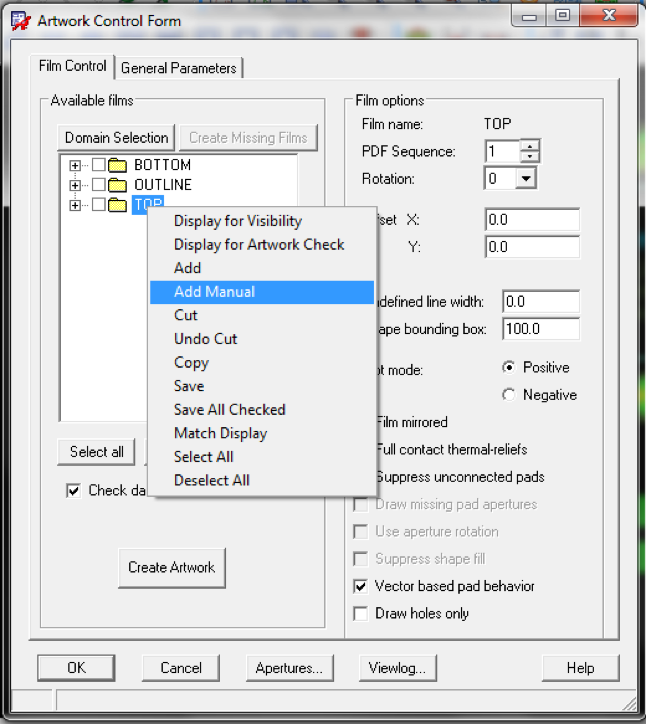 Artwork Control Form
Film Control
General Parameters
Available films
Domain Selection
Create Missing Films
BOTTOM
OUTLINE
TOP
Display for Visibility
Display for Artwork Check
Add
Add Manual
Cut
Undo Cut
Copy
Save
Save All Checked
Match Display
Select All
Deselect All
Select all
Check da
Create Artwork
Film options
Film name: TOP
PDF Sequence: 1
Rotation: 0
set X: 0.0
Y: 0.0
defined line width: 0.0
ape bounding box: 100.0
ot mode:
Positive
Negative
Film mirrored
Full contact thermal-reliefs
Suppress unconnected pads
Draw missing pad apertures
Use aperture rotation
Suppress shape fill
Vector based pad behavior
Draw holes only
OK
Cancel
Apertures...
Viewlog...
Help